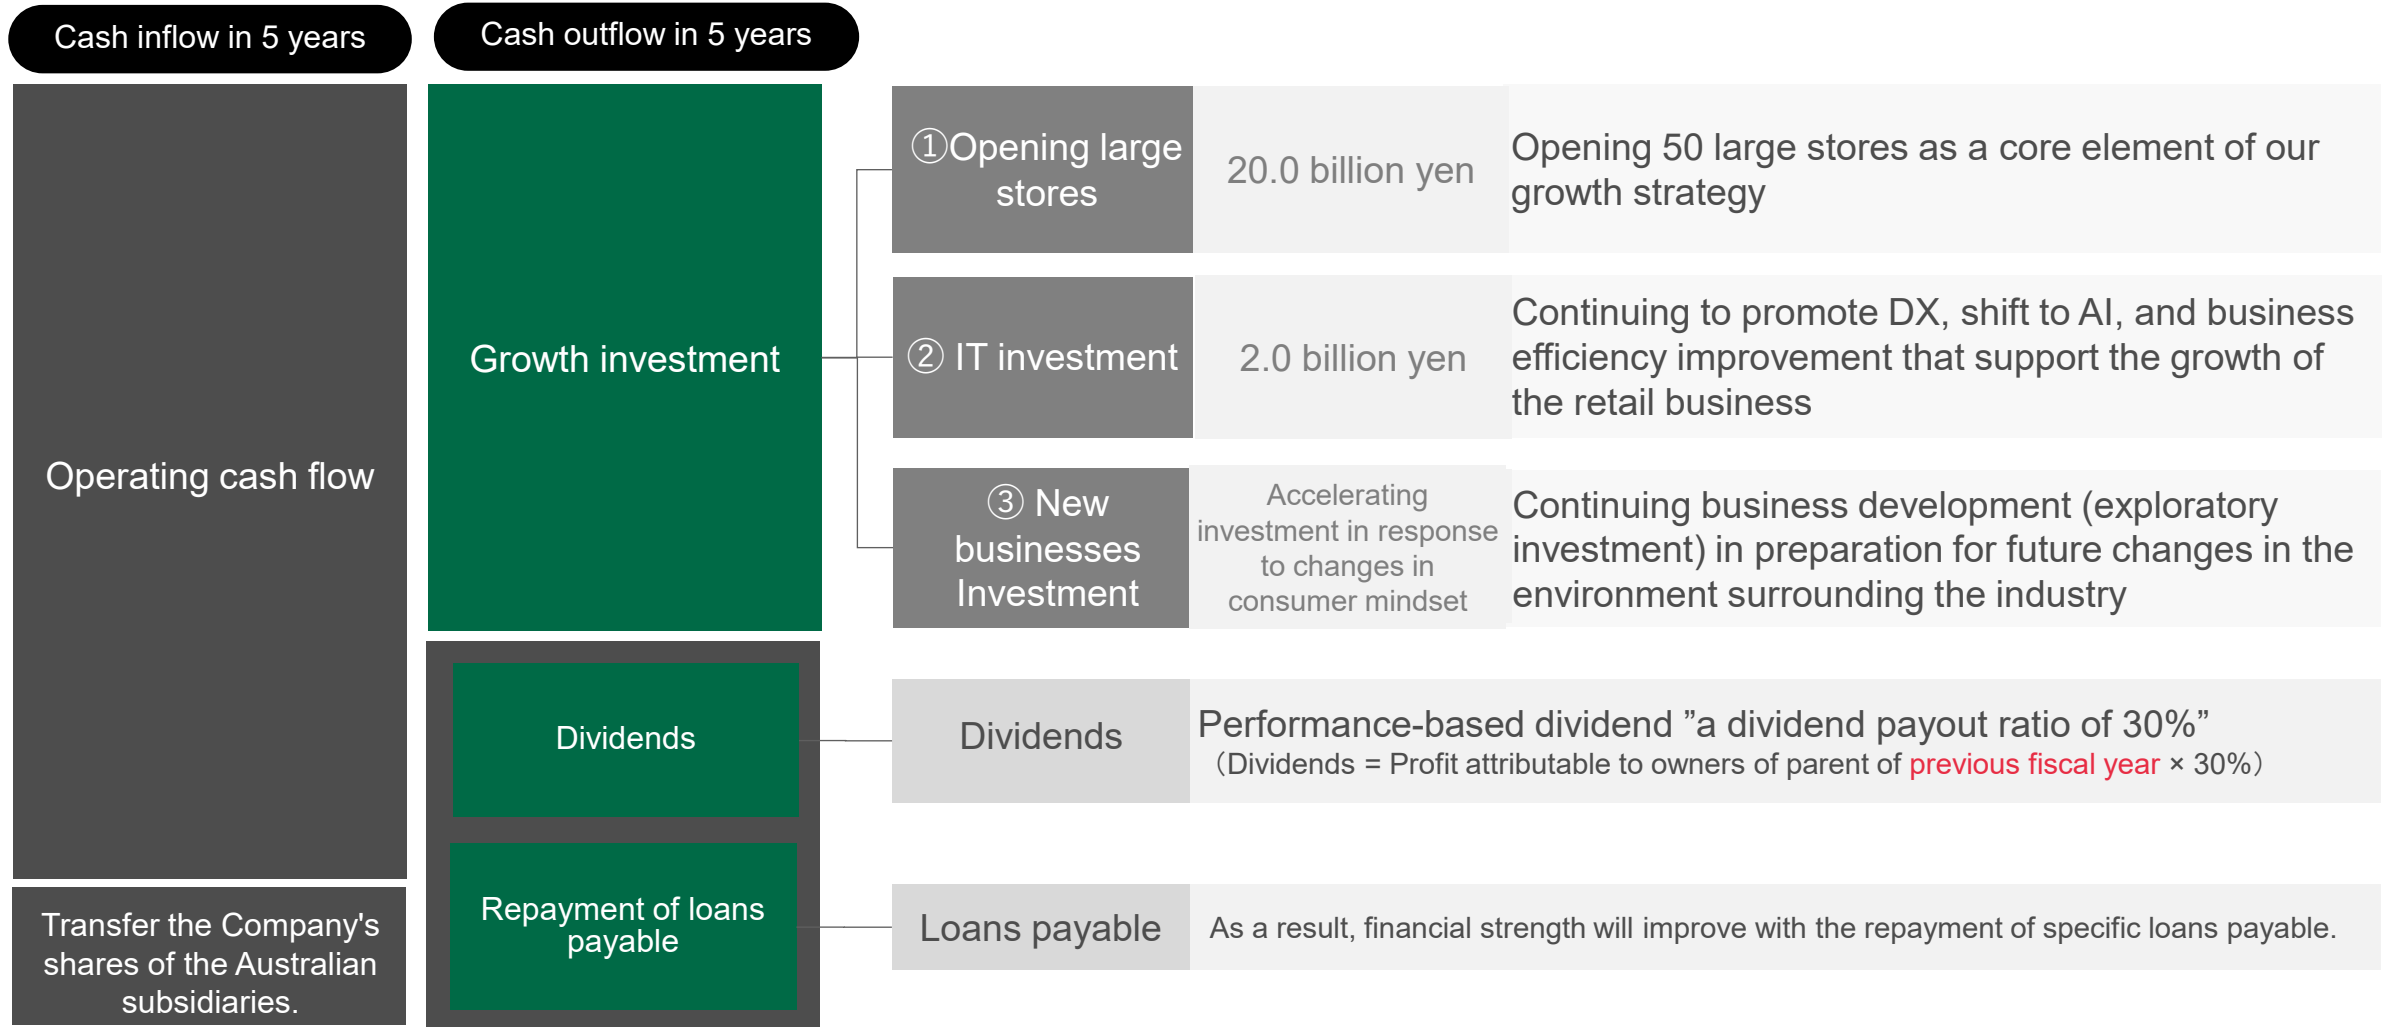 Cash inflow in 5 years
Cash outflow in 5 years
Operating cash flow
Transfer the Company's
shares of the Australian
subsidiaries.
Growth investment
①Opening large
stores
20.0 billion yen
Opening 50 large stores as a core element of our
growth strategy
② IT investment
2.0 billion yen
Continuing to promote DX, shift to AI, and business
efficiency improvement that support the growth of
the retail business
③ New
businesses
Investment
Accelerating
investment in response
to changes in
consumer mindset
Continuing business development (exploratory
investment) in preparation for future changes in the
environment surrounding the industry
Dividends
Dividends
Performance-based dividend ”a dividend payout ratio of 30%”
（Dividends = Profit attributable to owners of parent of previous fiscal year × 30%）
Repayment of loans
payable
Loans payable
As a result, financial strength will improve with the repayment of specific loans payable.